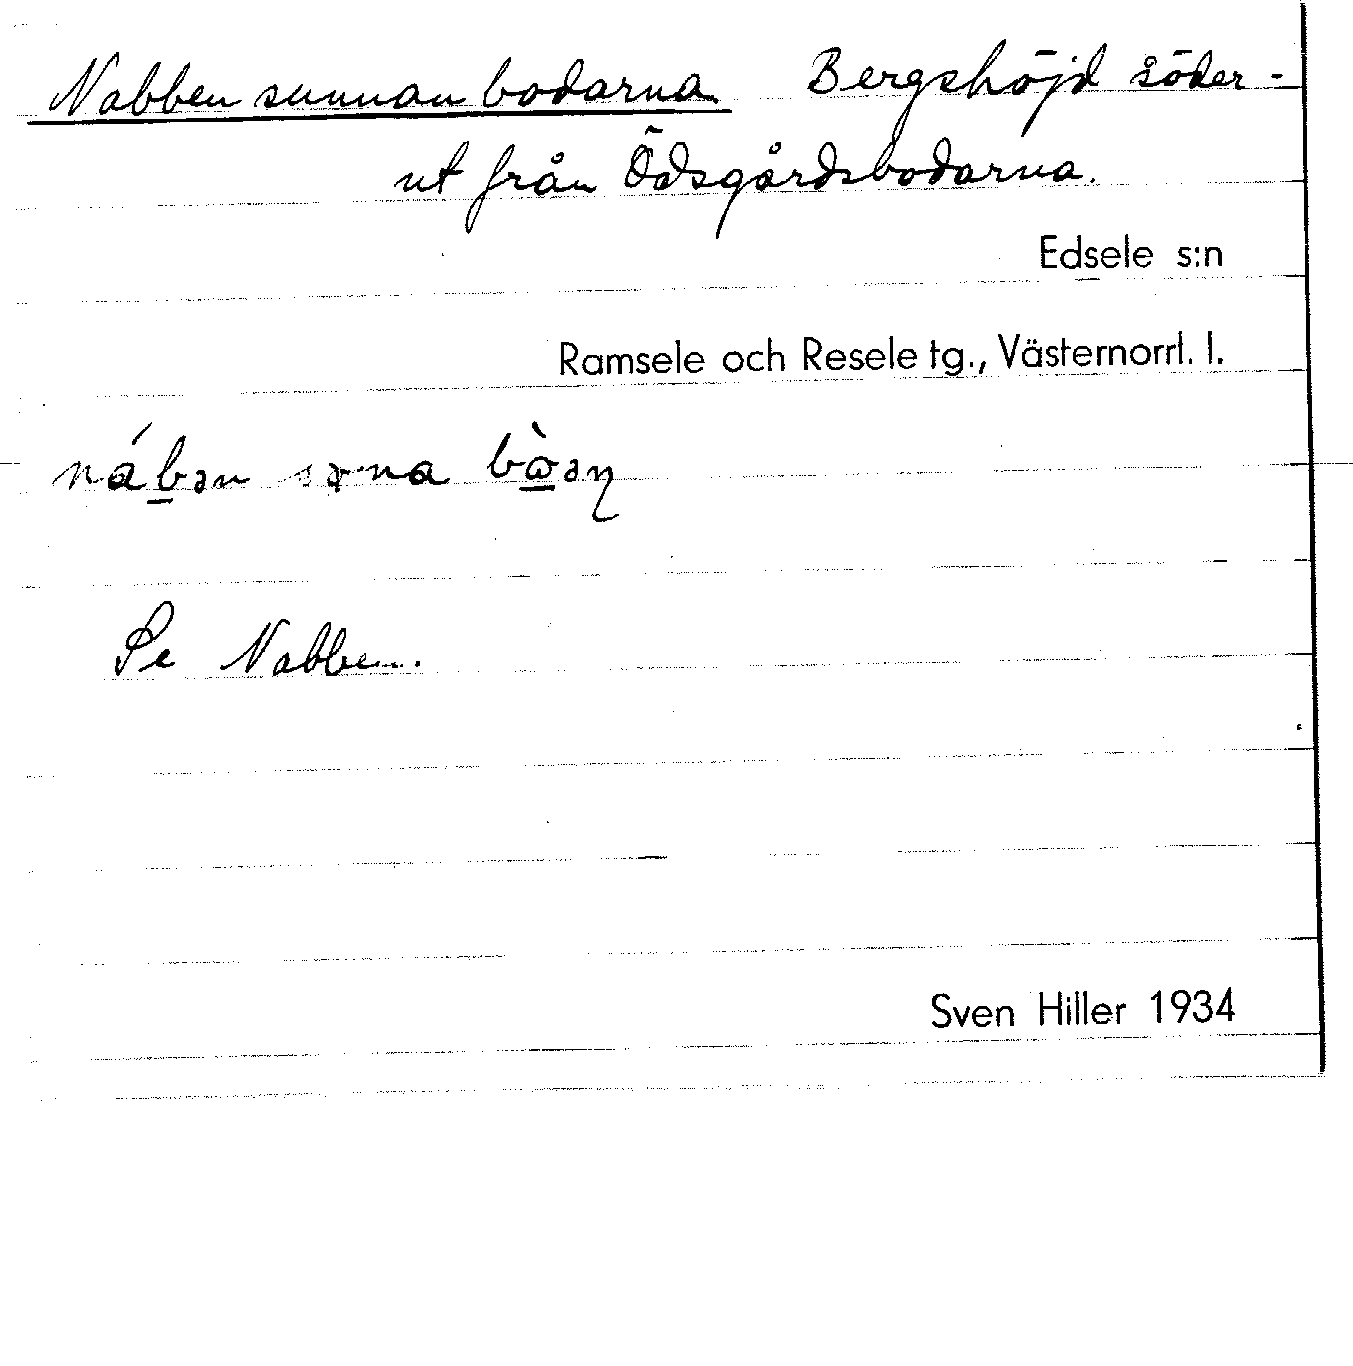 Nabben sunnan bodarna Bergshöjd söder-
ut från Ödsgårdsbodarna.
Edsele s:n
Ramsele och Resele tg., Västernorrl. l.
Se Nabben.
Sven Hiller 1934